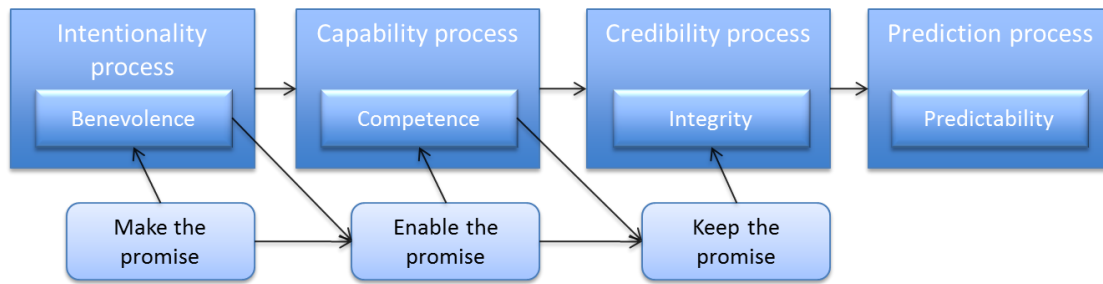 Intentionality
process
Benevolence
Capability process
Competence
Credibility process
Integrity
Prediction process
Predictability
Make the
promise
Enable the
promise
Keep the
promise